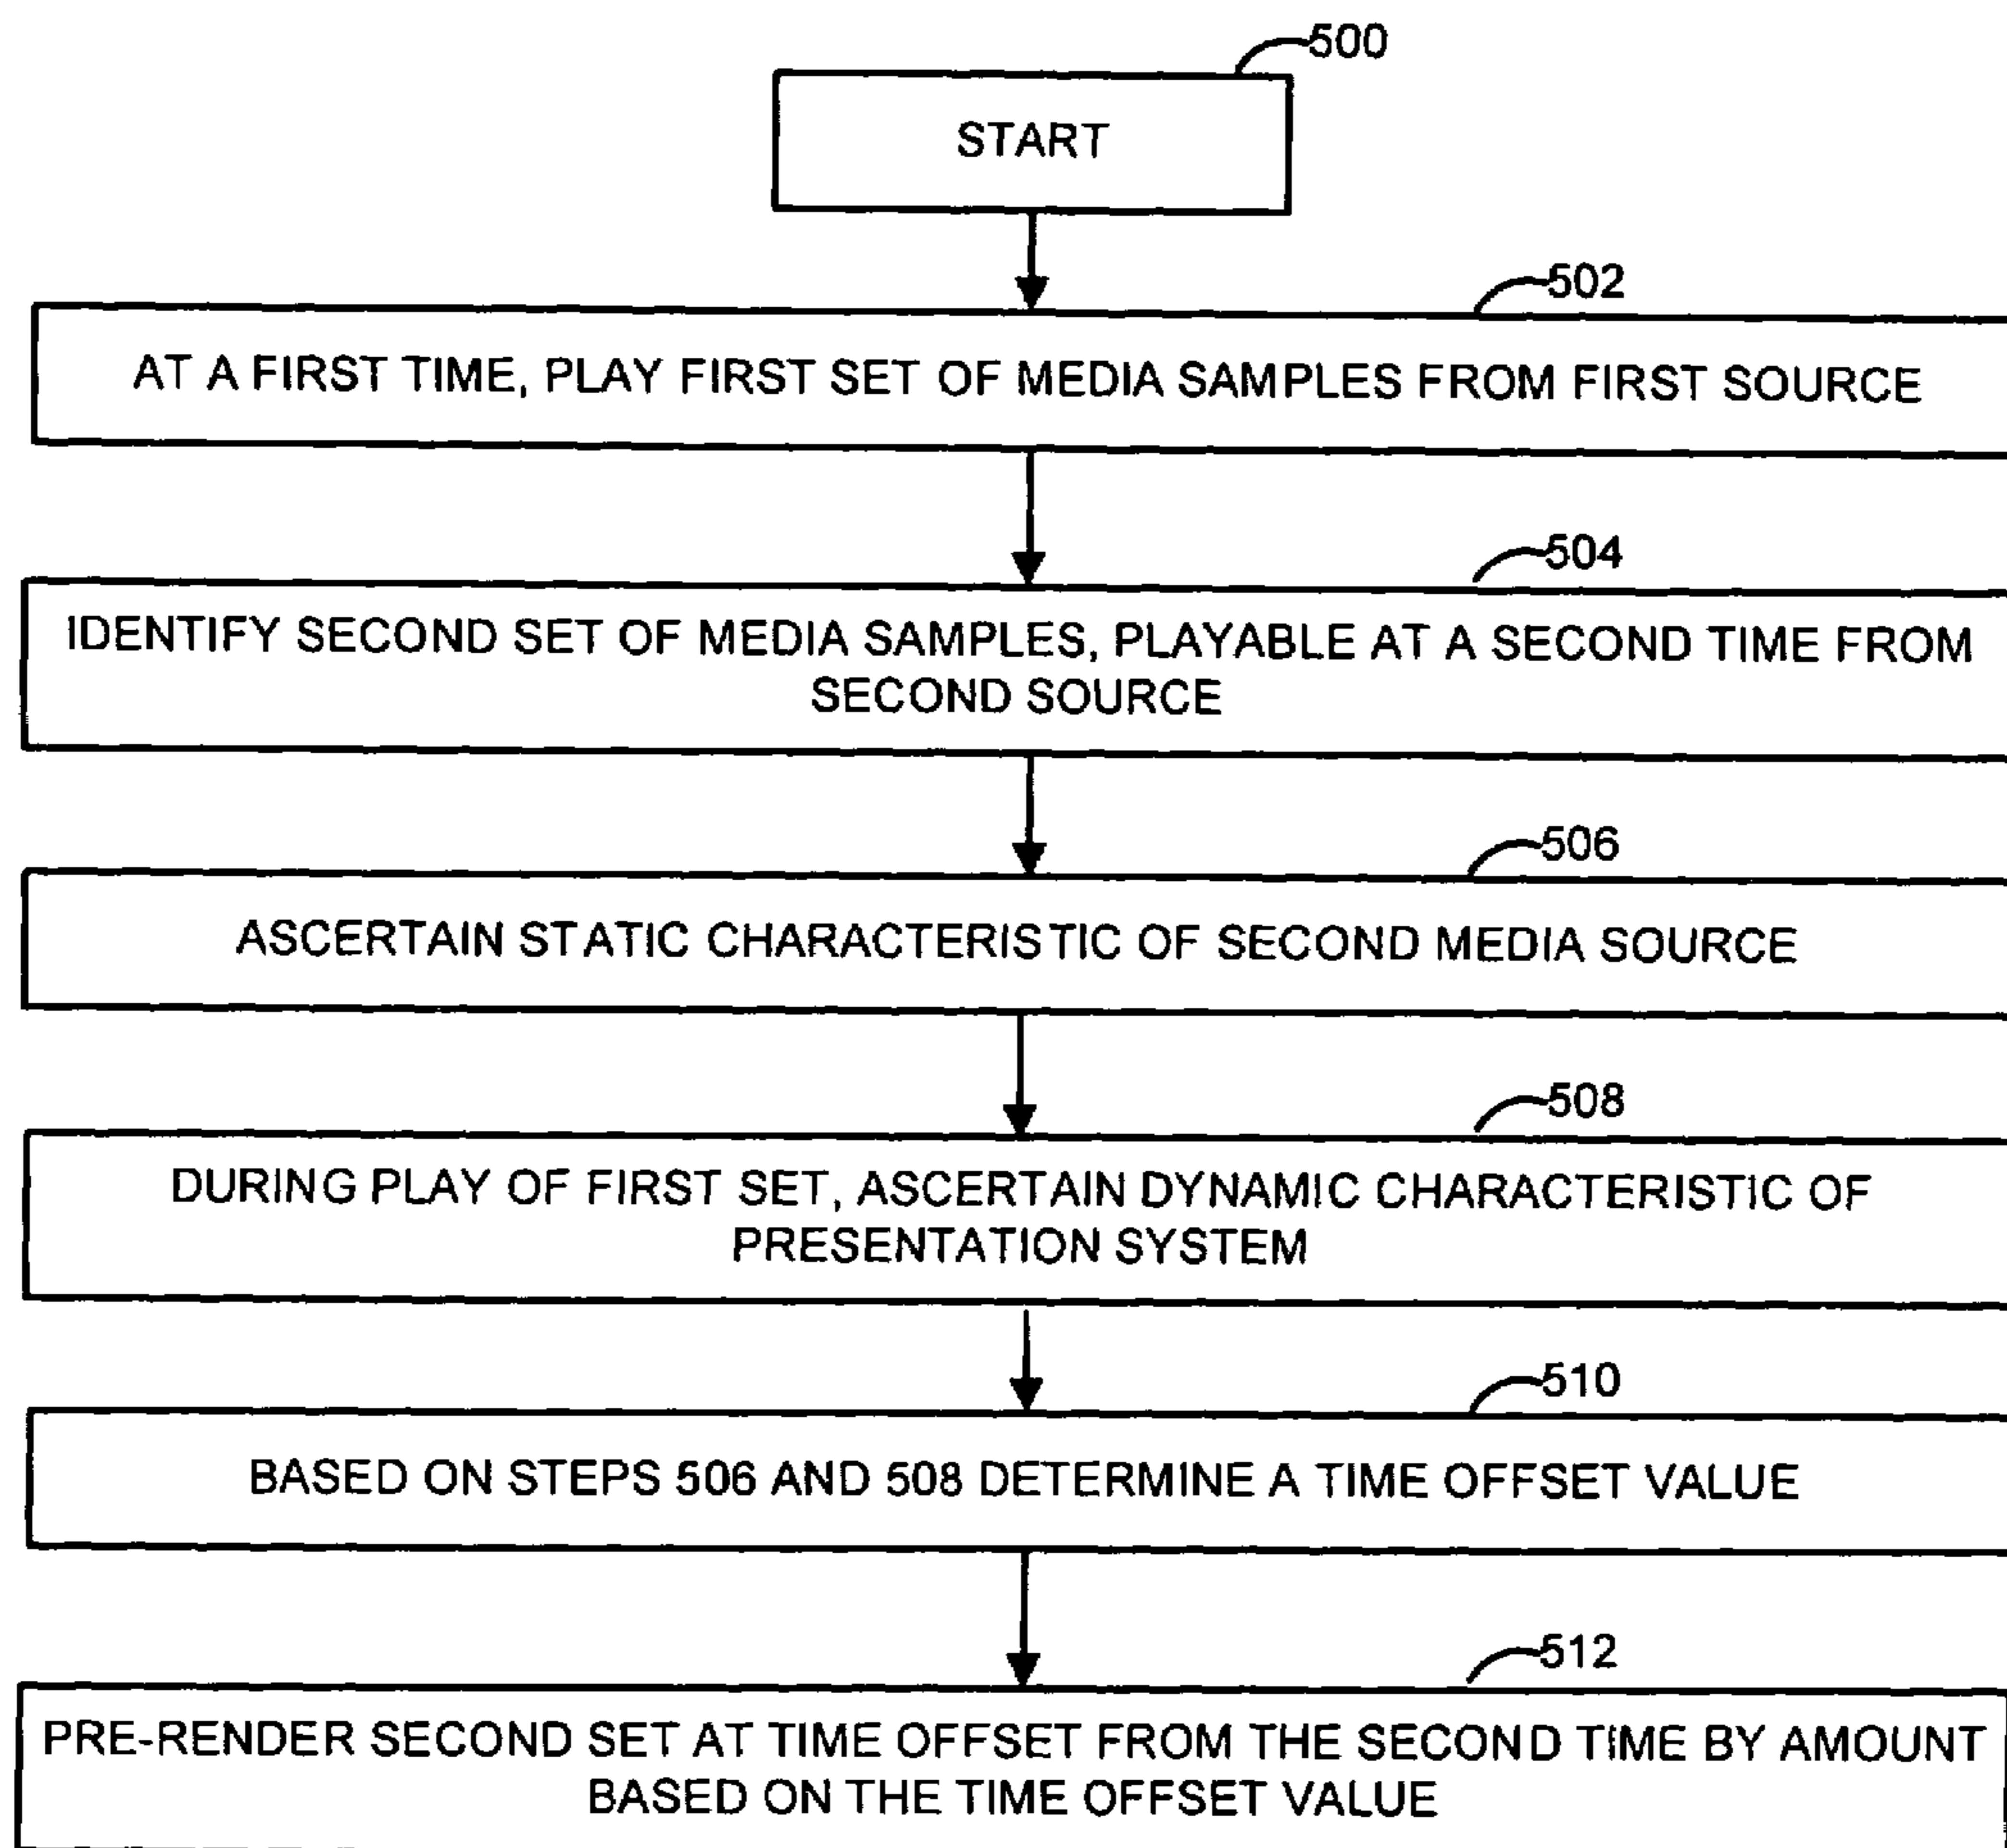 500
START
502
AT A FIRST TIME, PLAY FIRST SET OF MEDIA SAMPLES FROM FIRST SOURCE
504
IDENTIFY SECOND SET OF MEDIA SAMPLES, PLAYABLE AT A SECOND TIME FROM
SECOND SOURCE
506
ASCERTAIN STATIC CHARACTERISTIC OF SECOND MEDIA SOURCE
508
DURING PLAY OF FIRST SET, ASCERTAIN DYNAMIC CHARACTERISTIC OF
PRESENTATION SYSTEM
510
BASED ON STEPS 506 AND 508 DETERMINE A TIME OFFSET VALUE
512
PRE-RENDER SECOND SET AT TIME OFFSET FROM THE SECOND TIME BY AMOUNT
BASED ON THE TIME OFFSET VALUE